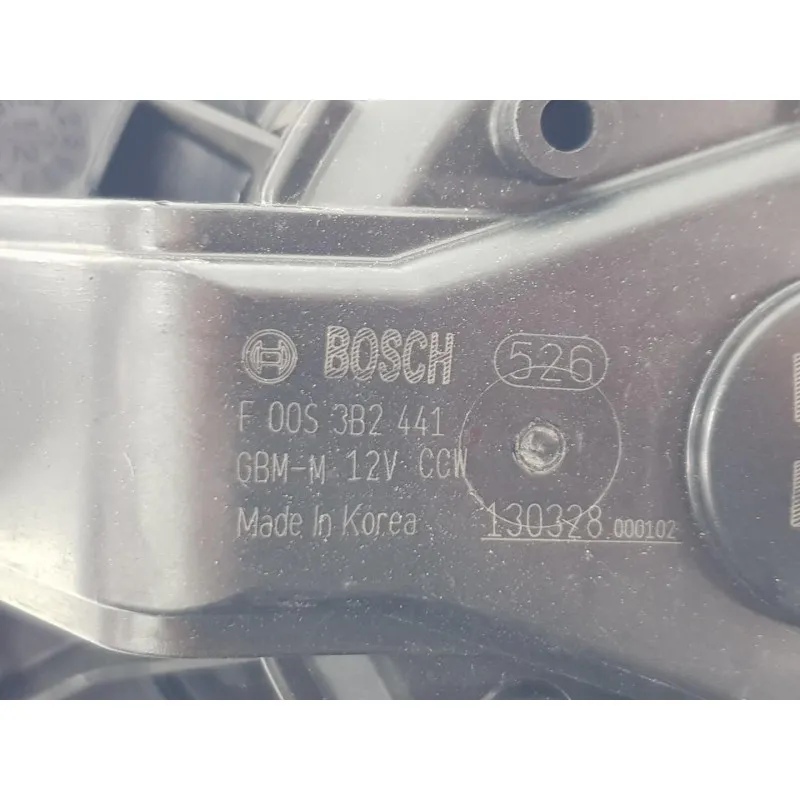 BOSCH 526
F 00S 3B2 441
GBM-M 12V CCW
Made In Korea 130328 000102